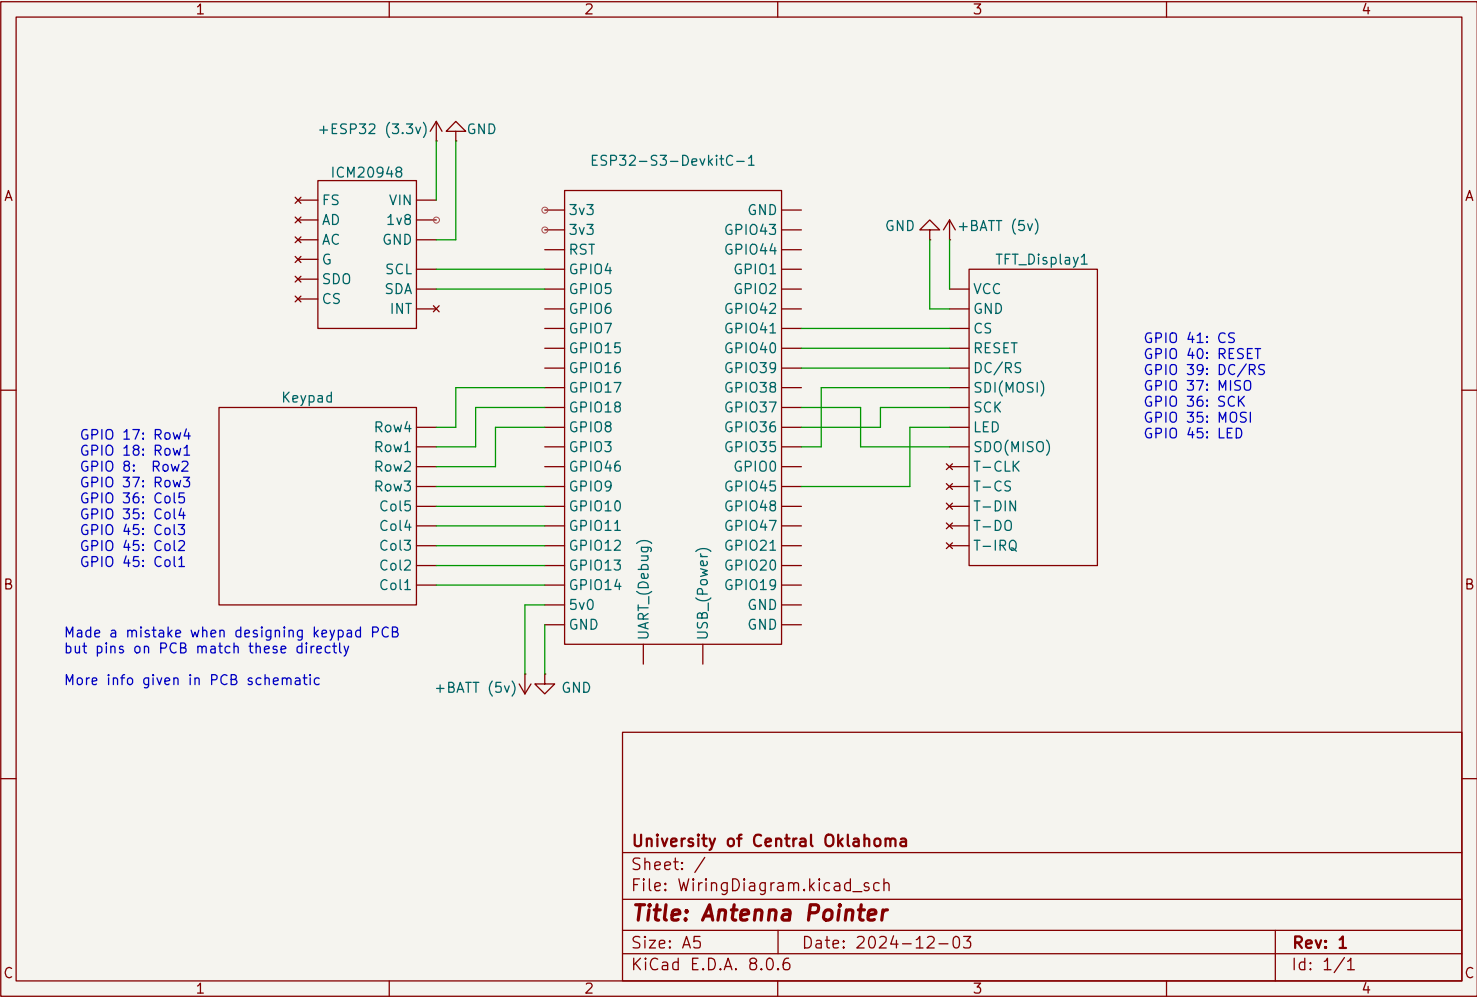 1 2 3 4
A A
B B
C C
+ESP32 (3.3v) GND
ICM20948
FS VIN
AD 1v8
AC GND
G
SCL
SDO SDA
CS INT
ESP32-S3-DevkitC-1
3v3 GND
3v3 GPIO43
RST GPIO44
GPIO4 GPIO1
GPIO5 GPIO2
GPIO6 GPIO42
GPIO7 GPIO41
GPIO15 GPIO40
GPIO16 GPIO39
GPIO17 GPIO38
GPIO18 GPIO37
GPIO8 GPIO36
GPIO3 GPIO35
GPIO46 GPIO0
GPIO9 GPIO45
GPIO10 GPIO48
GPIO11 GPIO47
GPIO12 GPIO21
GPIO13 GPIO20
GPIO14 GPIO19
5v0 GND
GND GND
UART_(Debug)
USB_(Power)
+BATT (5v) GND
GND +BATT (5v)
TFT_Display1
VCC
GND
CS
RESET
DC/RS
SDI(MOSI)
SCK
LED
SDO(MISO)
T-CLK
T-CS
T-DIN
T-DO
T-IRQ
GPIO 41: CS
GPIO 40: RESET
GPIO 39: DC/RS
GPIO 37: MISO
GPIO 36: SCK
GPIO 35: MOSI
GPIO 45: LED
Keypad
Row4
Row1
Row2
Row3
Col5
Col4
Col3
Col2
Col1
GPIO 17: Row4
GPIO 18: Row1
GPIO 8: Row2
GPIO 37: Row3
GPIO 36: Col5
GPIO 35: Col4
GPIO 45: Col3
GPIO 45: Col2
GPIO 45: Col1
Made a mistake when designing keypad PCB
but pins on PCB match these directly
More info given in PCB schematic
University of Central Oklahoma
Sheet: /
File: WiringDiagram.kicad_sch
Title: Antenna Pointer
Size: A5 Date: 2024-12-03 Rev: 1
KiCad E.D.A. 8.0.6 Id: 1/1
1 2 3 4